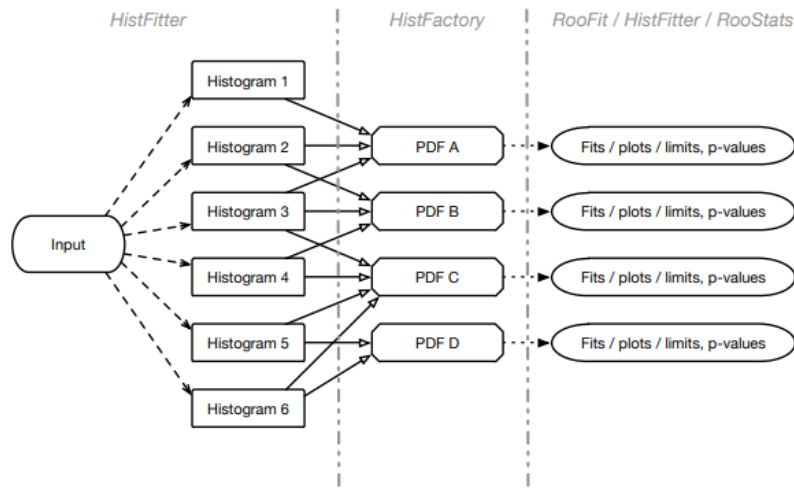 HistFitter
HistFactory
RooFit / HistFitter / RooStats
Histogram 1
Histogram 2
PDF A
Fits / plots / limits, p-values
Histogram 3
PDF B
Fits / plots / limits, p-values
Input
Histogram 4
PDF C
Fits / plots / limits, p-values
Histogram 5
PDF D
Fits / plots / limits, p-values
Histogram 6